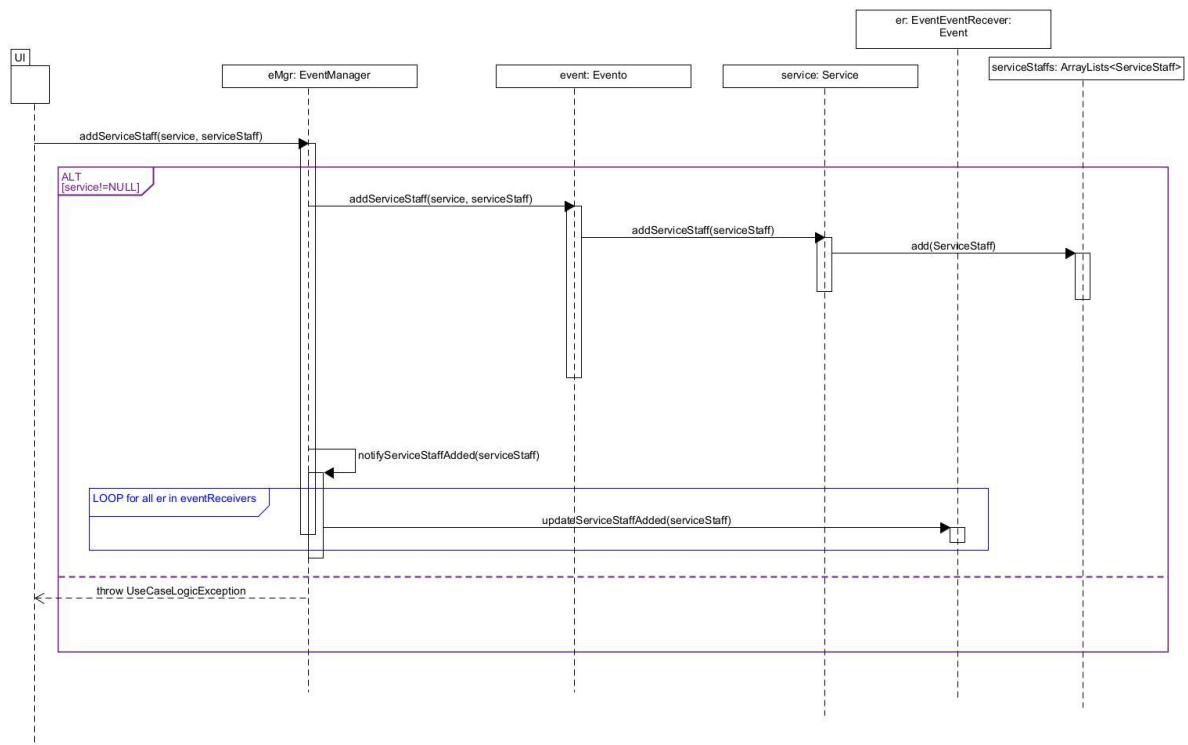 er: EventEventRecever:
Event
UI
eMgr: EventManager
event: Evento
service: Service
serviceStaffs: ArrayLists<ServiceStaff>
addServiceStaff(service, serviceStaff)
ALT
[service!=NULL]
addServiceStaff(service, serviceStaff)
addServiceStaff(serviceStaff)
add(ServiceStaff)
notifyServiceStaffAdded(serviceStaff)
LOOP for all er in eventReceivers
updateServiceStaffAdded(serviceStaff)
throw UseCaseLogicException